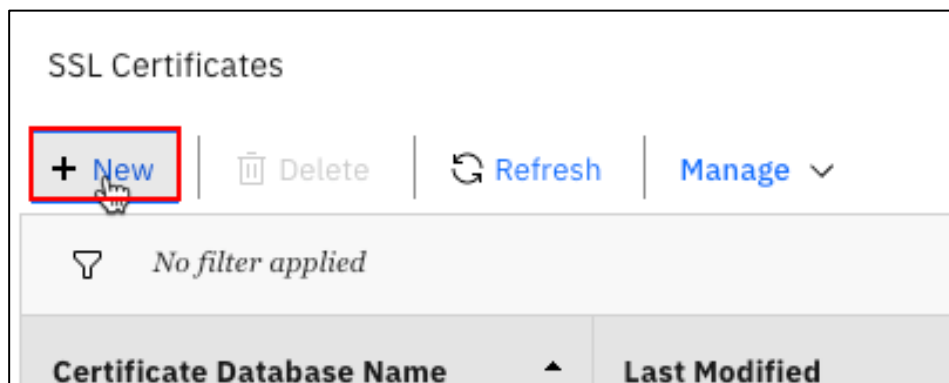 SSL Certificates
New Delete Refresh Manage
No filter applied
Certificate Database Name Last Modified